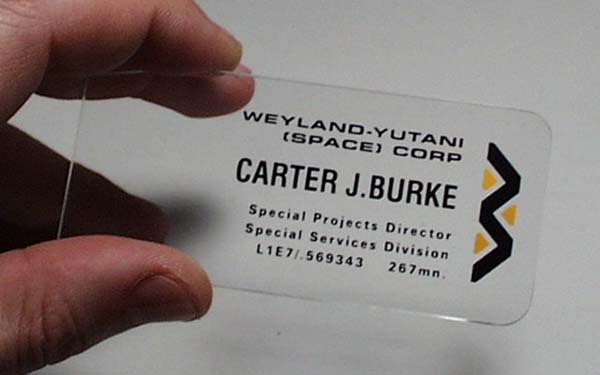 WEYLAND-YUTANI
(SPACE) CORP
CARTER J.BURKE
Special Projects Director
Special Services Division
L1E7/.569343 267mn.